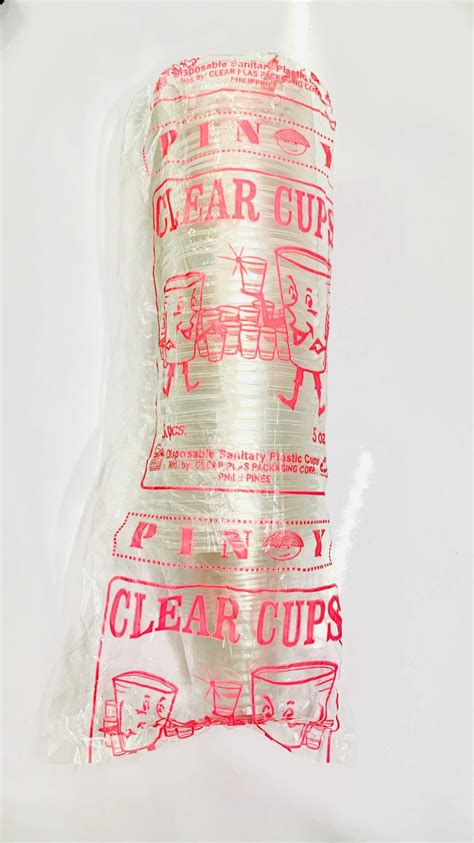 Disposable Sanitary Plastic
Mfd. by: CLEAR PLAS PACKAGING CORP.
PHILIPPINES
PINOY
CLEAR CUPS
pcs.
5 oz
Disposable Sanitary Plastic Cups
Mfd. by: CLEAR PLAS PACKAGING CORP.
PHILIPPINES
PINOY
CLEAR CUPS